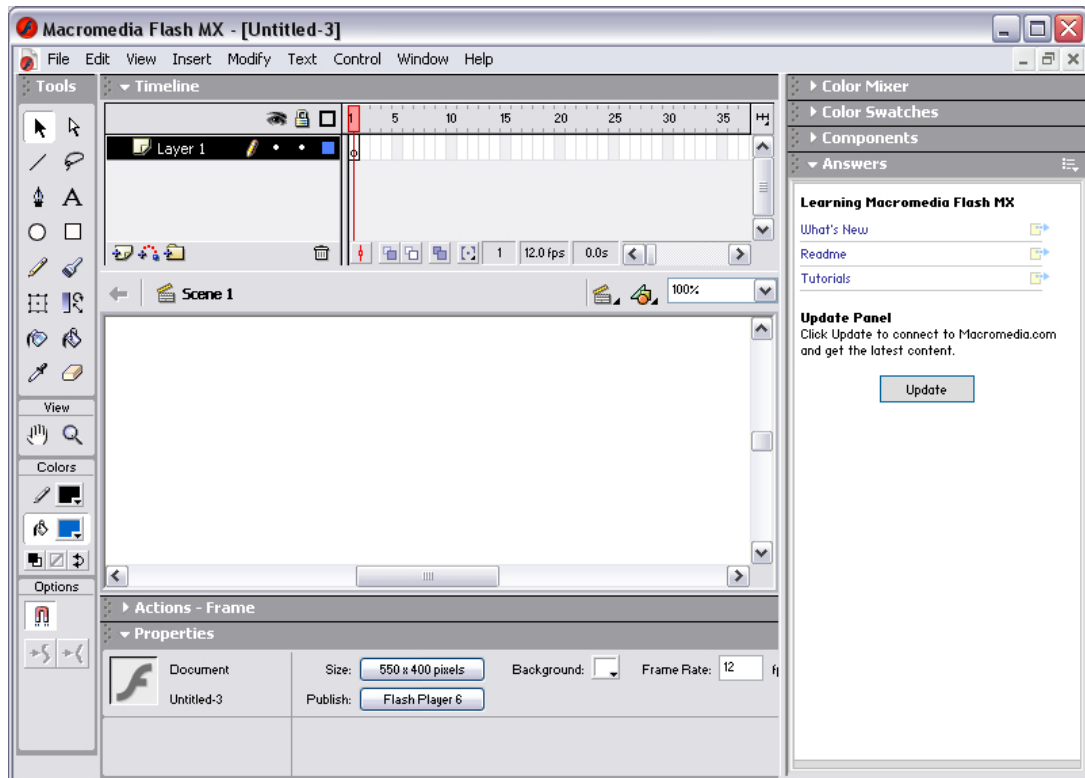 Macromedia Flash MX - [Untitled-3]
File Edit View Insert Modify Text Control Window Help
Tools
Timeline
1 5 10 15 20 25 30 35
Layer 1
1 12.0 fps 0.0s
Scene 1
100%
View
Colors
Options
Actions - Frame
Properties
Document
Untitled-3
Size: 550 x 400 pixels
Publish: Flash Player 6
Background:
Frame Rate: 12
Color Mixer
Color Swatches
Components
Answers
Learning Macromedia Flash MX
What's New
Readme
Tutorials
Update Panel
Click Update to connect to Macromedia.com
and get the latest content.
Update